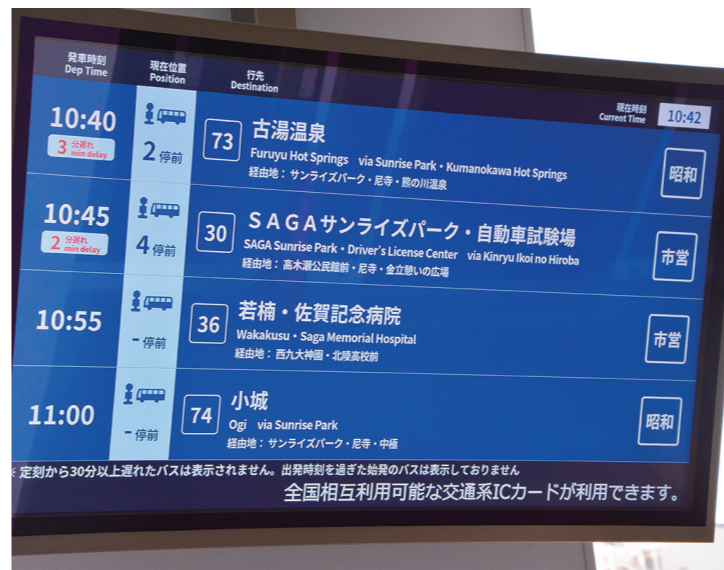 発車時刻 現在位置 行先 現在時刻
Dep Time Position Destination Current Time 10:42
10:40 73 古湯温泉 昭和
3 分遅れ min delay 2 停前 Furuyu Hot Springs via Sunrise Park・Kumanokawa Hot Springs
経由地： サンライズパーク・尼寺・熊の川温泉
10:45 30 ＳＡＧＡサンライズパーク・自動車試験場 市営
2 分遅れ min delay 4 停前 SAGA Sunrise Park・Driver's License Center via Kinryu Ikoi no Hiroba
経由地： 高木瀬公民館前・尼寺・金立憩いの広場
10:55 36 若楠・佐賀記念病院 市営
- 停前 Wakakusu・Saga Memorial Hospital
経由地： 西九大神園・北陵高校前
11:00 74 小城 昭和
- 停前 Ogi via Sunrise Park
経由地： サンライズパーク・尼寺・中極
※ 定刻から30分以上遅れたバスは表示されません。出発時刻を過ぎた始発のバスは表示しておりません
全国相互利用可能な交通系ICカードが利用できます。